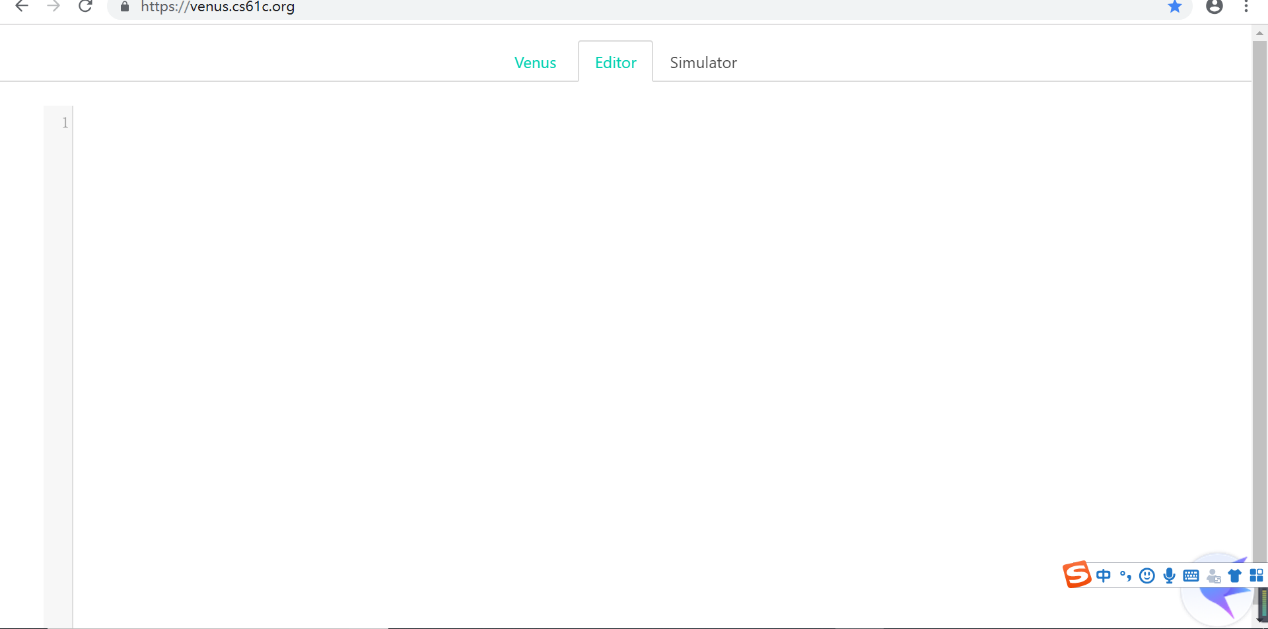 https://venus.cs61c.org
Venus Editor Simulator
1
S 中 °,